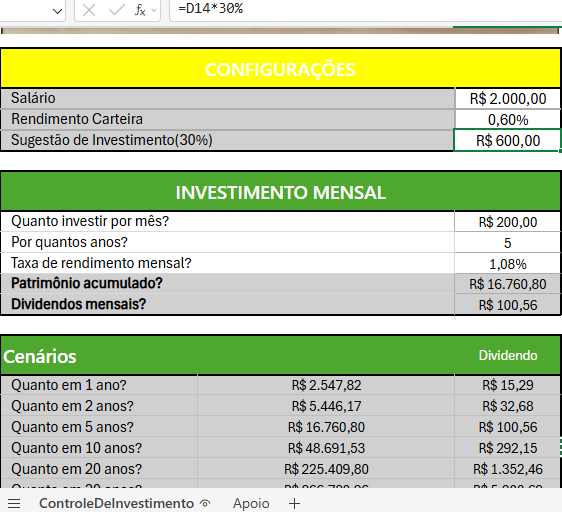 =D14*30%
CONFIGURAÇÕES
Salário R$ 2.000,00
Rendimento Carteira 0,60%
Sugestão de Investimento(30%) R$ 600,00
INVESTIMENTO MENSAL
Quanto investir por mês? R$ 200,00
Por quantos anos? 5
Taxa de rendimento mensal? 1,08%
Patrimônio acumulado? R$ 16.760,80
Dividendos mensais? R$ 100,56
Cenários Dividendo
Quanto em 1 ano? R$ 2.547,82 R$ 15,29
Quanto em 2 anos? R$ 5.446,17 R$ 32,68
Quanto em 5 anos? R$ 16.760,80 R$ 100,56
Quanto em 10 anos? R$ 48.691,53 R$ 292,15
Quanto em 20 anos? R$ 225.409,80 R$ 1.352,46
ControleDeInvestimento Apoio